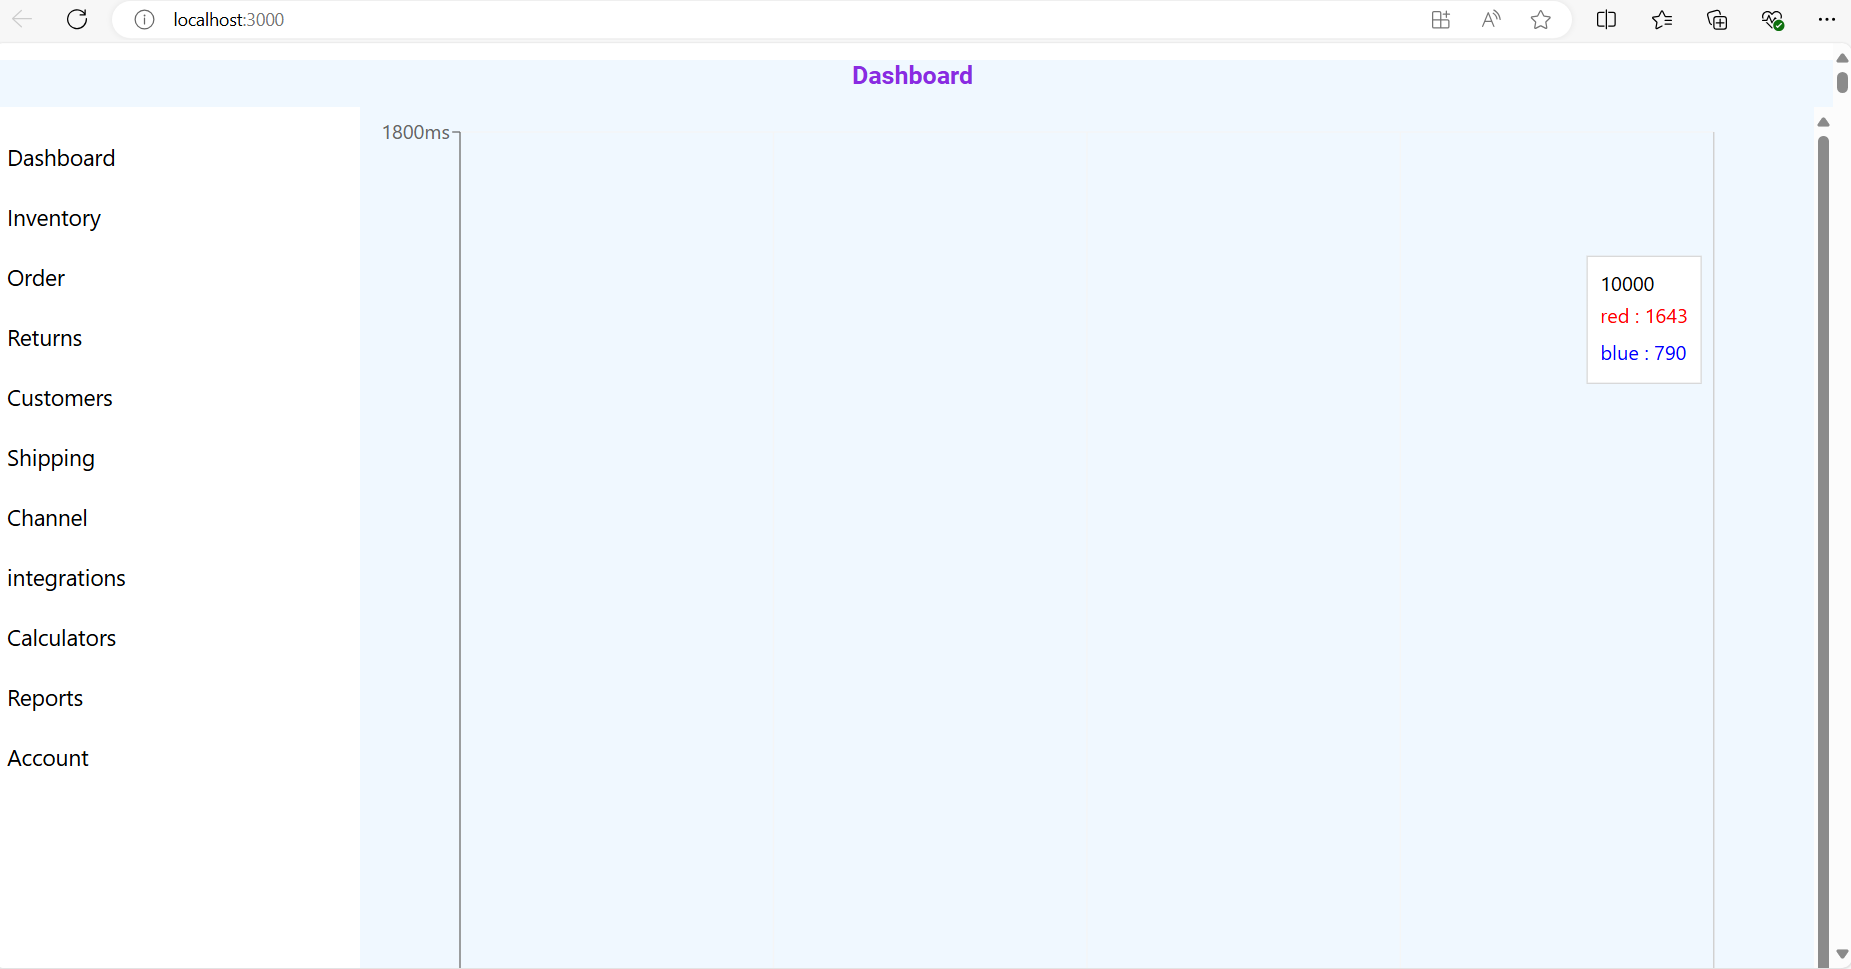 localhost:3000
Dashboard
Dashboard
Inventory
Order
Returns
Customers
Shipping
Channel
integrations
Calculators
Reports
Account
1800ms
10000
red : 1643
blue : 790